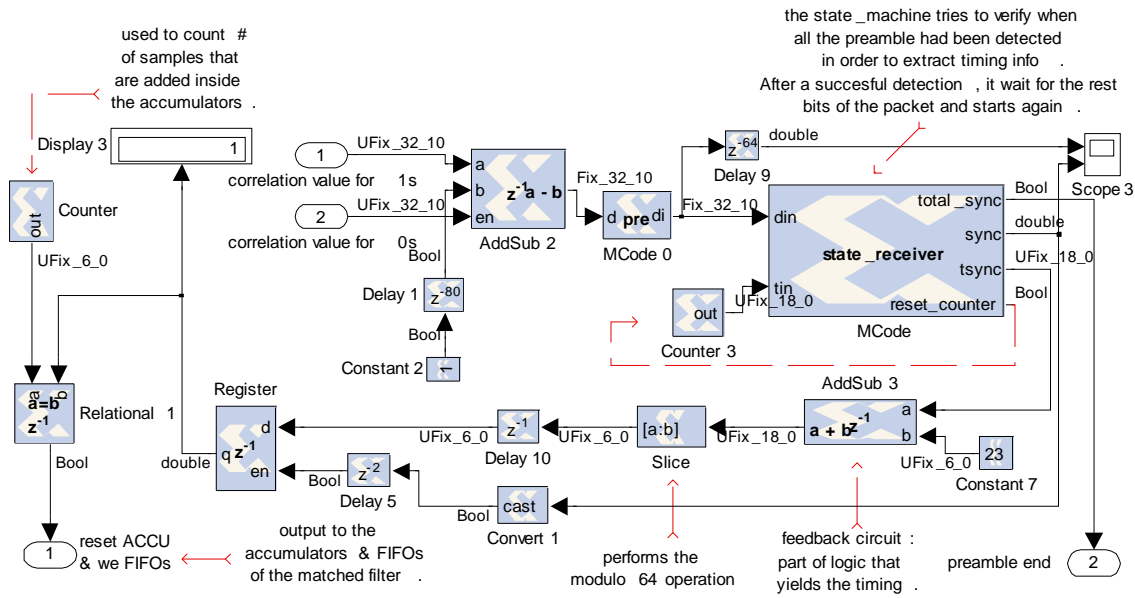 used to count #
of samples that
are added inside
the accumulators .
the state _machine tries to verify when
all the preamble had been detected
in order to extract timing info .
After a succesful detection , it wait for the rest
bits of the packet and starts again .
Display 3
1
1
UFix_32_10
correlation value for 1s
2
UFix_32_10
correlation value for 0s
a
b
en
z-1 a - b
AddSub 2
Fix_32_10
d pre di
MCode 0
Fix_32_10
z-64
Delay 9
double
Scope 3
din
tin
state _receiver
total _sync
sync
tsync
reset_counter
MCode
Bool
double
UFix_18_0
Bool
out
Counter
UFix_6_0
Bool
Delay 1
z-80
Bool
Constant 2
1
out
Counter 3
UFix_18_0
a
b
a=b
z-1
Relational 1
Bool
Register
d
q z-1
en
double
UFix_6_0
z-1
Delay 10
UFix_6_0
[a:b]
Slice
UFix_18_0
AddSub 3
a
b
a + b z-1
UFix_6_0
23
Constant 7
Bool
z-2
Delay 5
Bool
cast
Convert 1
1
reset ACCU
& we FIFOs
output to the
accumulators & FIFOs
of the matched filter .
performs the
modulo 64 operation
feedback circuit :
part of logic that
yields the timing .
preamble end
2